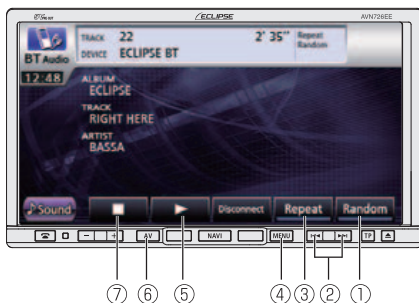 ECLIPSE
AVN726EE
TRACK 22 2' 35"
DEVICE ECLIPSE BT
Repeat
Random
BT Audio
12:48
ALBUM
ECLIPSE
TRACK
RIGHT HERE
ARTIST
BASSA
Sound
Disconnect
Repeat
Random
- +
AV
NAVI
MENU
TP
⑦ ⑥ ⑤ ④ ③ ② ①